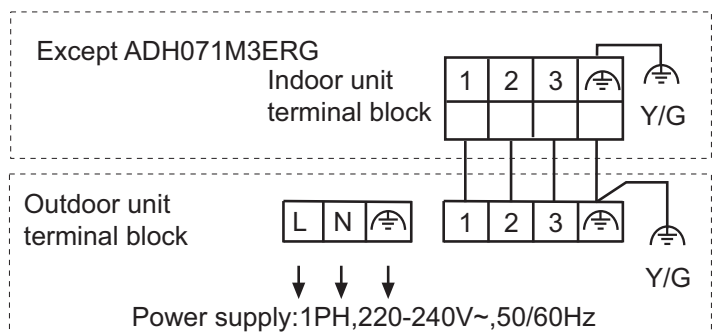 Except ADH071M3ERG
Indoor unit
terminal block
1 2 3
Y/G
Outdoor unit
terminal block
L N
1 2 3
Y/G
Power supply:1PH,220-240V~,50/60Hz